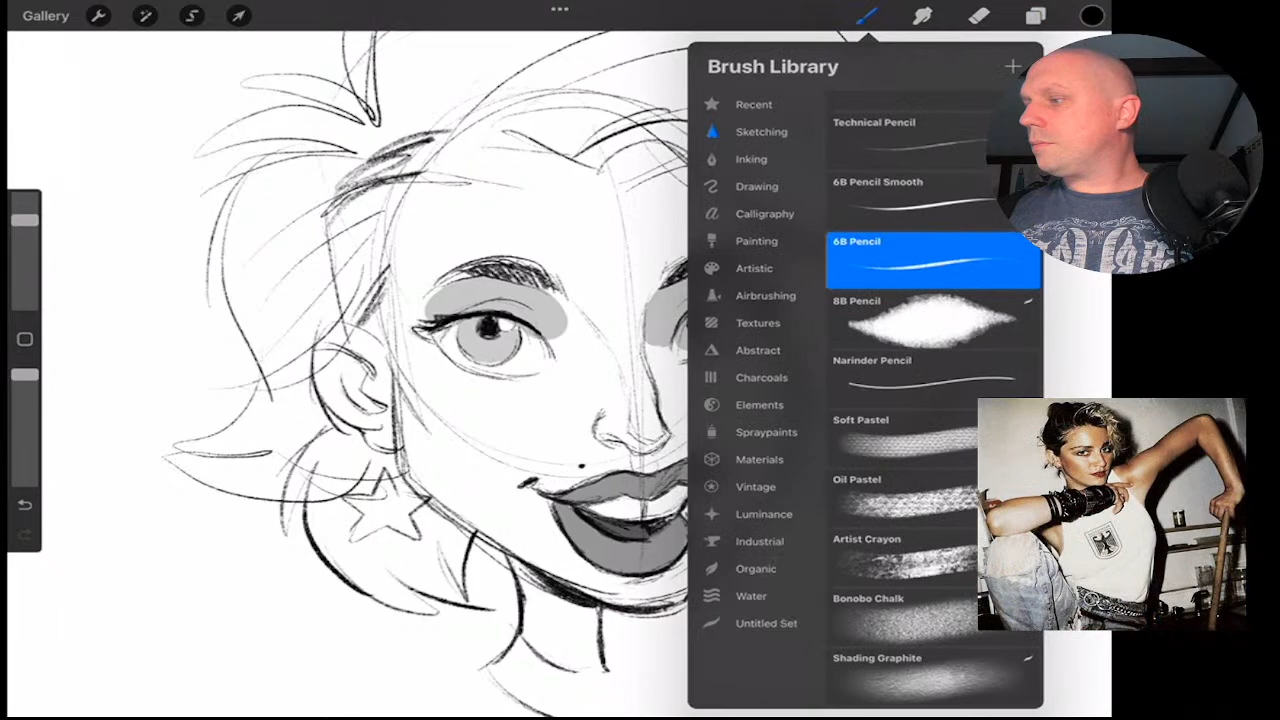 Gallery
Brush Library
Recent
Sketching
Inking
Drawing
Calligraphy
Painting
Artistic
Airbrushing
Textures
Abstract
Charcoals
Elements
Spraypaints
Materials
Vintage
Luminance
Industrial
Organic
Water
Untitled Set
Technical Pencil
6B Pencil Smooth
6B Pencil
8B Pencil
Narinder Pencil
Soft Pastel
Oil Pastel
Artist Crayon
Bonobo Chalk
Shading Graphite